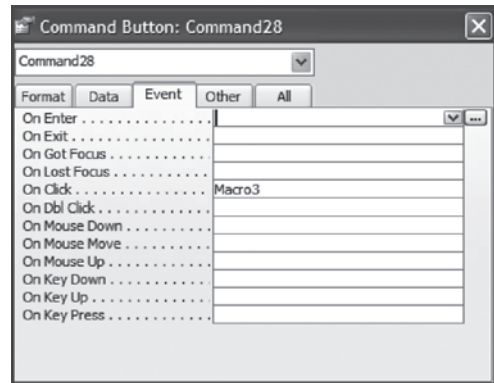 Command Button: Command28
Command28
Format Data Event Other All
On Enter . . . . . . . . . . . . . . .
On Exit . . . . . . . . . . . . . . . .
On Got Focus . . . . . . . . . . .
On Lost Focus . . . . . . . . . . .
On Click . . . . . . . . . . . . . . . Macro3
On Dbl Click . . . . . . . . . . . . .
On Mouse Down . . . . . . . . .
On Mouse Move . . . . . . . . .
On Mouse Up . . . . . . . . . . .
On Key Down . . . . . . . . . . .
On Key Up . . . . . . . . . . . . .
On Key Press . . . . . . . . . . .